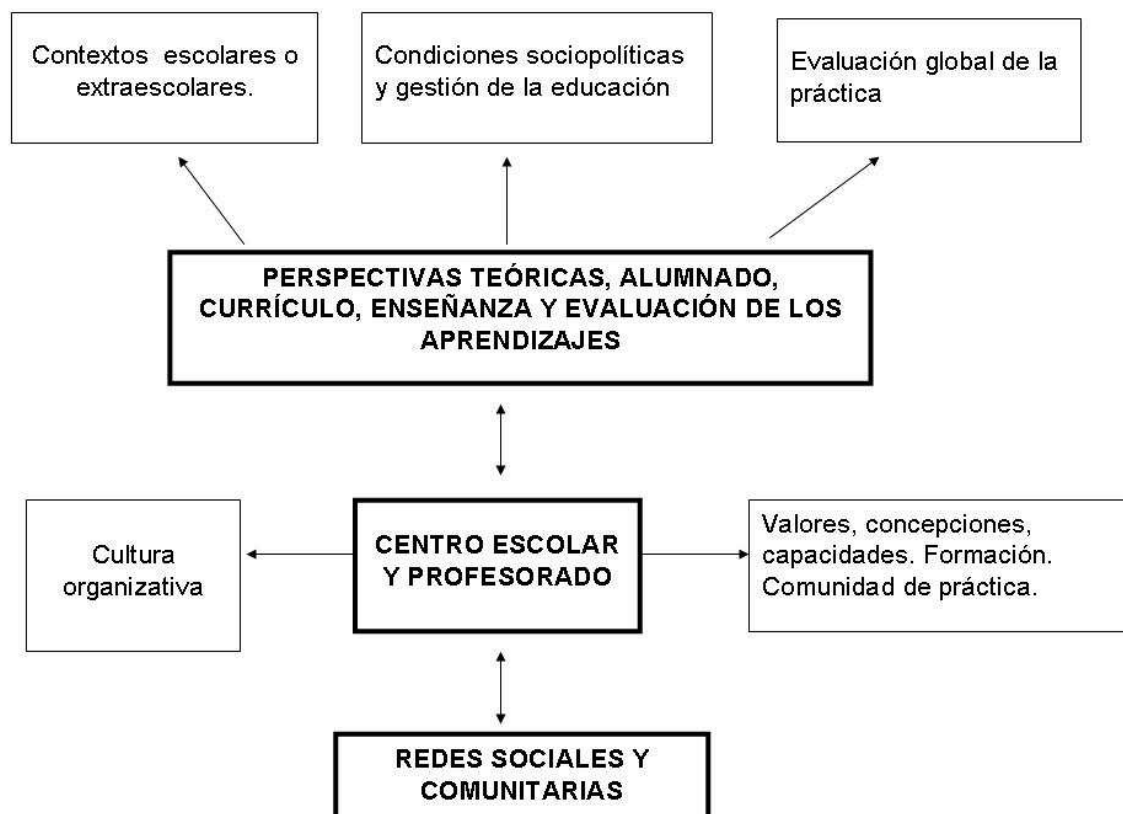 Contextos escolares o
extraescolares.
Condiciones sociopolíticas
y gestión de la educación
Evaluación global de la
práctica
PERSPECTIVAS TEÓRICAS, ALUMNADO,
CURRÍCULO, ENSEÑANZA Y EVALUACIÓN DE LOS
APRENDIZAJES
Cultura
organizativa
CENTRO ESCOLAR
Y PROFESORADO
Valores, concepciones,
capacidades. Formación.
Comunidad de práctica.
REDES SOCIALES Y
COMUNITARIAS